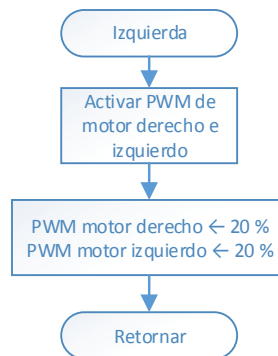 Izquierda
Activar PWM de
motor derecho e
izquierdo
PWM motor derecho ← 20 %
PWM motor izquierdo ← 20 %
Retornar